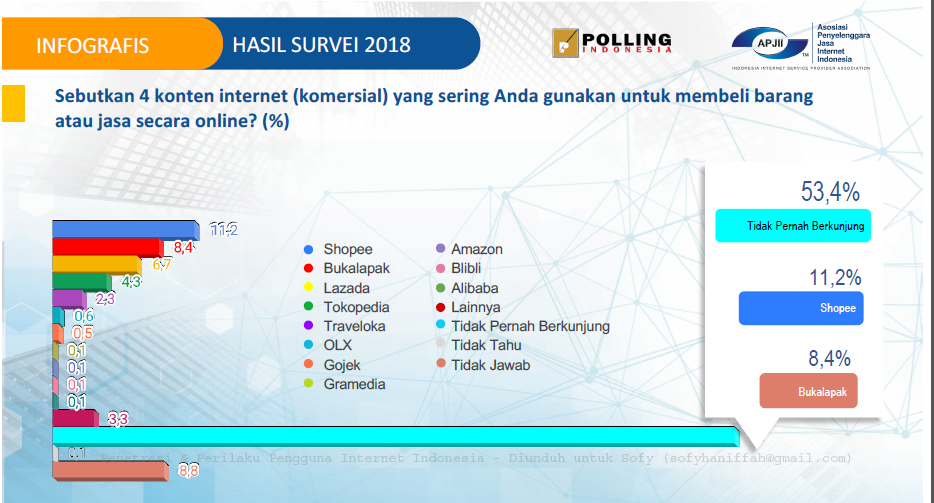 INFOGRAFIS
HASIL SURVEI 2018
POLLING
INDONESIA
APJII
TM
Asosiasi
Penyelenggara
Jasa
Internet
Indonesia
INDONESIA INTERNET SERVICE PROVIDER ASSOCIATION
Sebutkan 4 konten internet (komersial) yang sering Anda gunakan untuk membeli barang
atau jasa secara online? (%)
11,2
8,4
6,7
4,3
2,3
0,6
0,5
0,1
0,1
0,1
0,1
3,3
0,1
8,8
Shopee
Bukalapak
Lazada
Tokopedia
Traveloka
OLX
Gojek
Gramedia
Amazon
Blibli
Alibaba
Lainnya
Tidak Pernah Berkunjung
Tidak Tahu
Tidak Jawab
53,4%
Tidak Pernah Berkunjung
11,2%
Shopee
8,4%
Bukalapak
Penetrasi & Perilaku Pengguna Internet Indonesia - Diunduh untuk Sofy (sofyhaniffah@gmail.com)